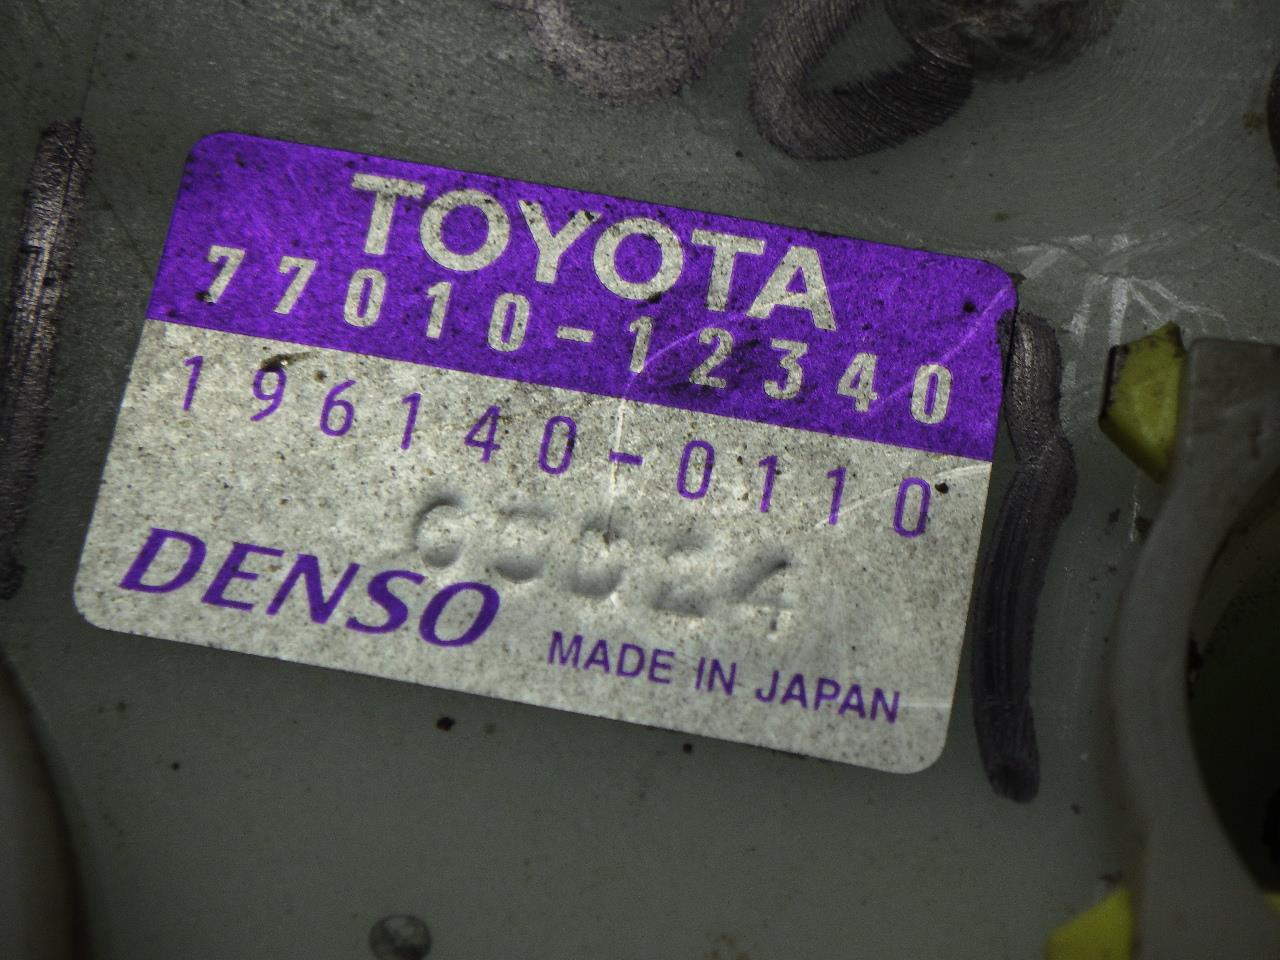 TOYOTA
77010-12340
196140-0110
DENSO
MADE IN JAPAN